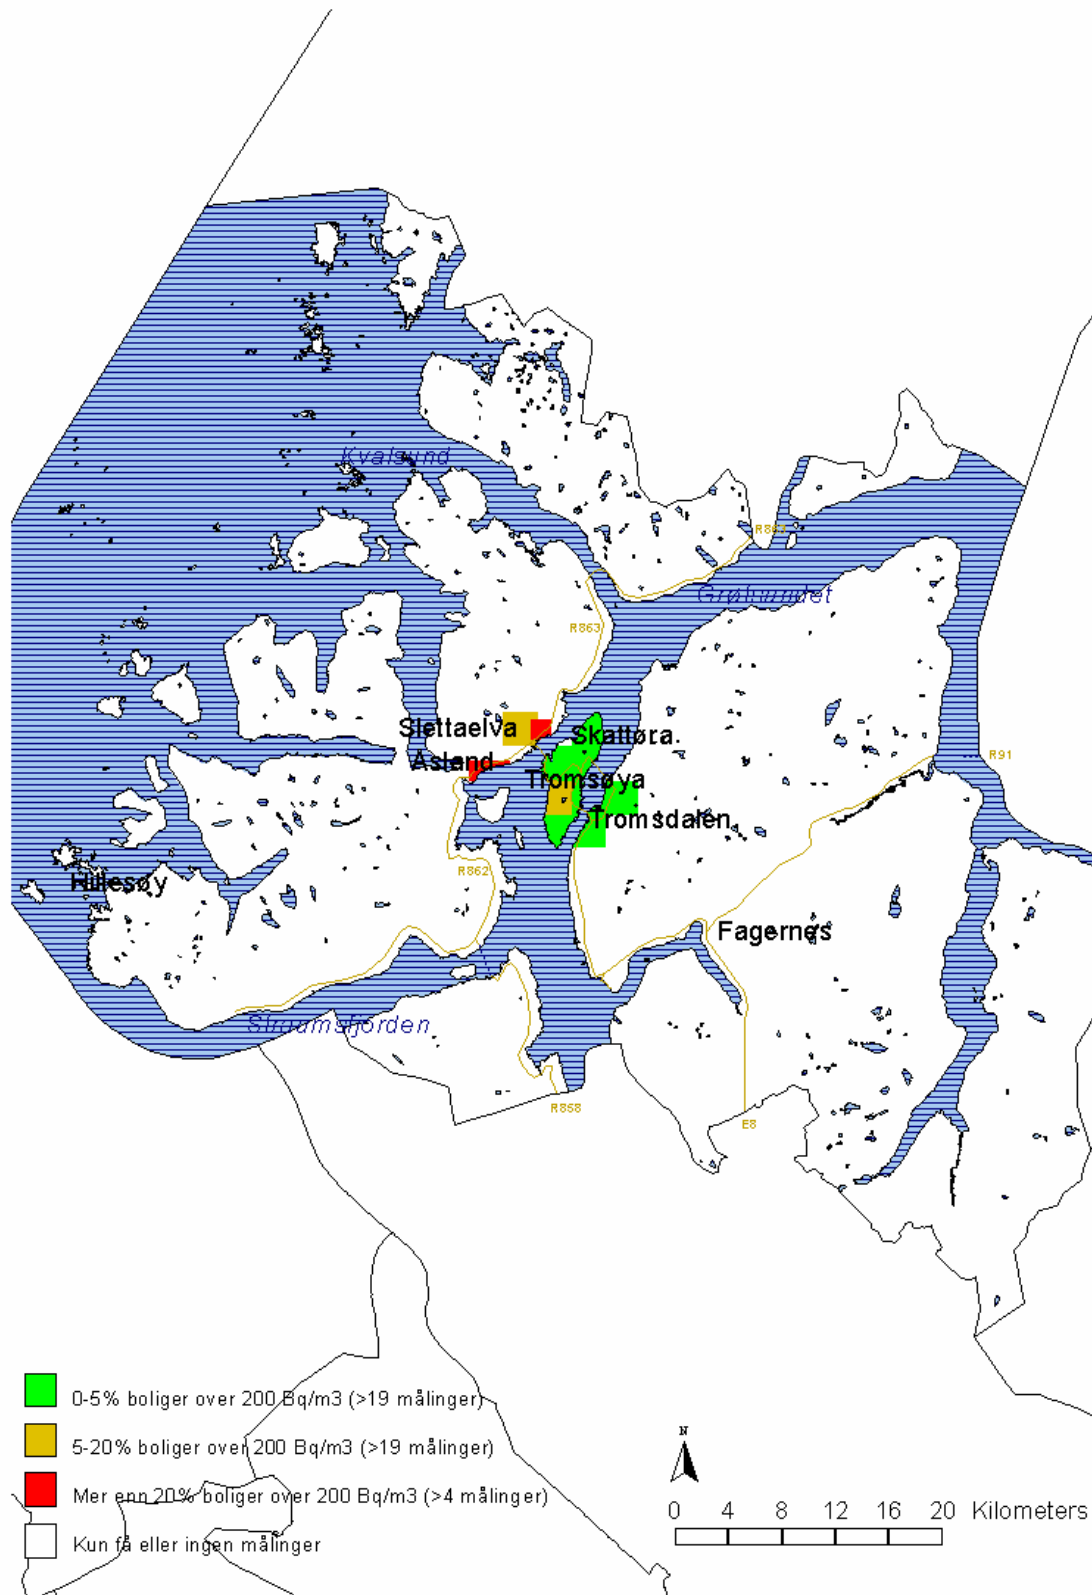 Kvalsund
R864
Grøtsundet
R863
Slettaelva
Skattøra
R91
Åsland
Tromsøya
Tromsdalen
R862
Hillesøy
Fagernes
Straumsfjorden
R858
E8
0-5% boliger over 200 Bq/m3 (>19 målinger)
5-20% boliger over 200 Bq/m3 (>19 målinger)
Mer enn 20% boliger over 200 Bq/m3 (>4 målinger)
Kun få eller ingen målinger
N
0 4 8 12 16 20 Kilometers